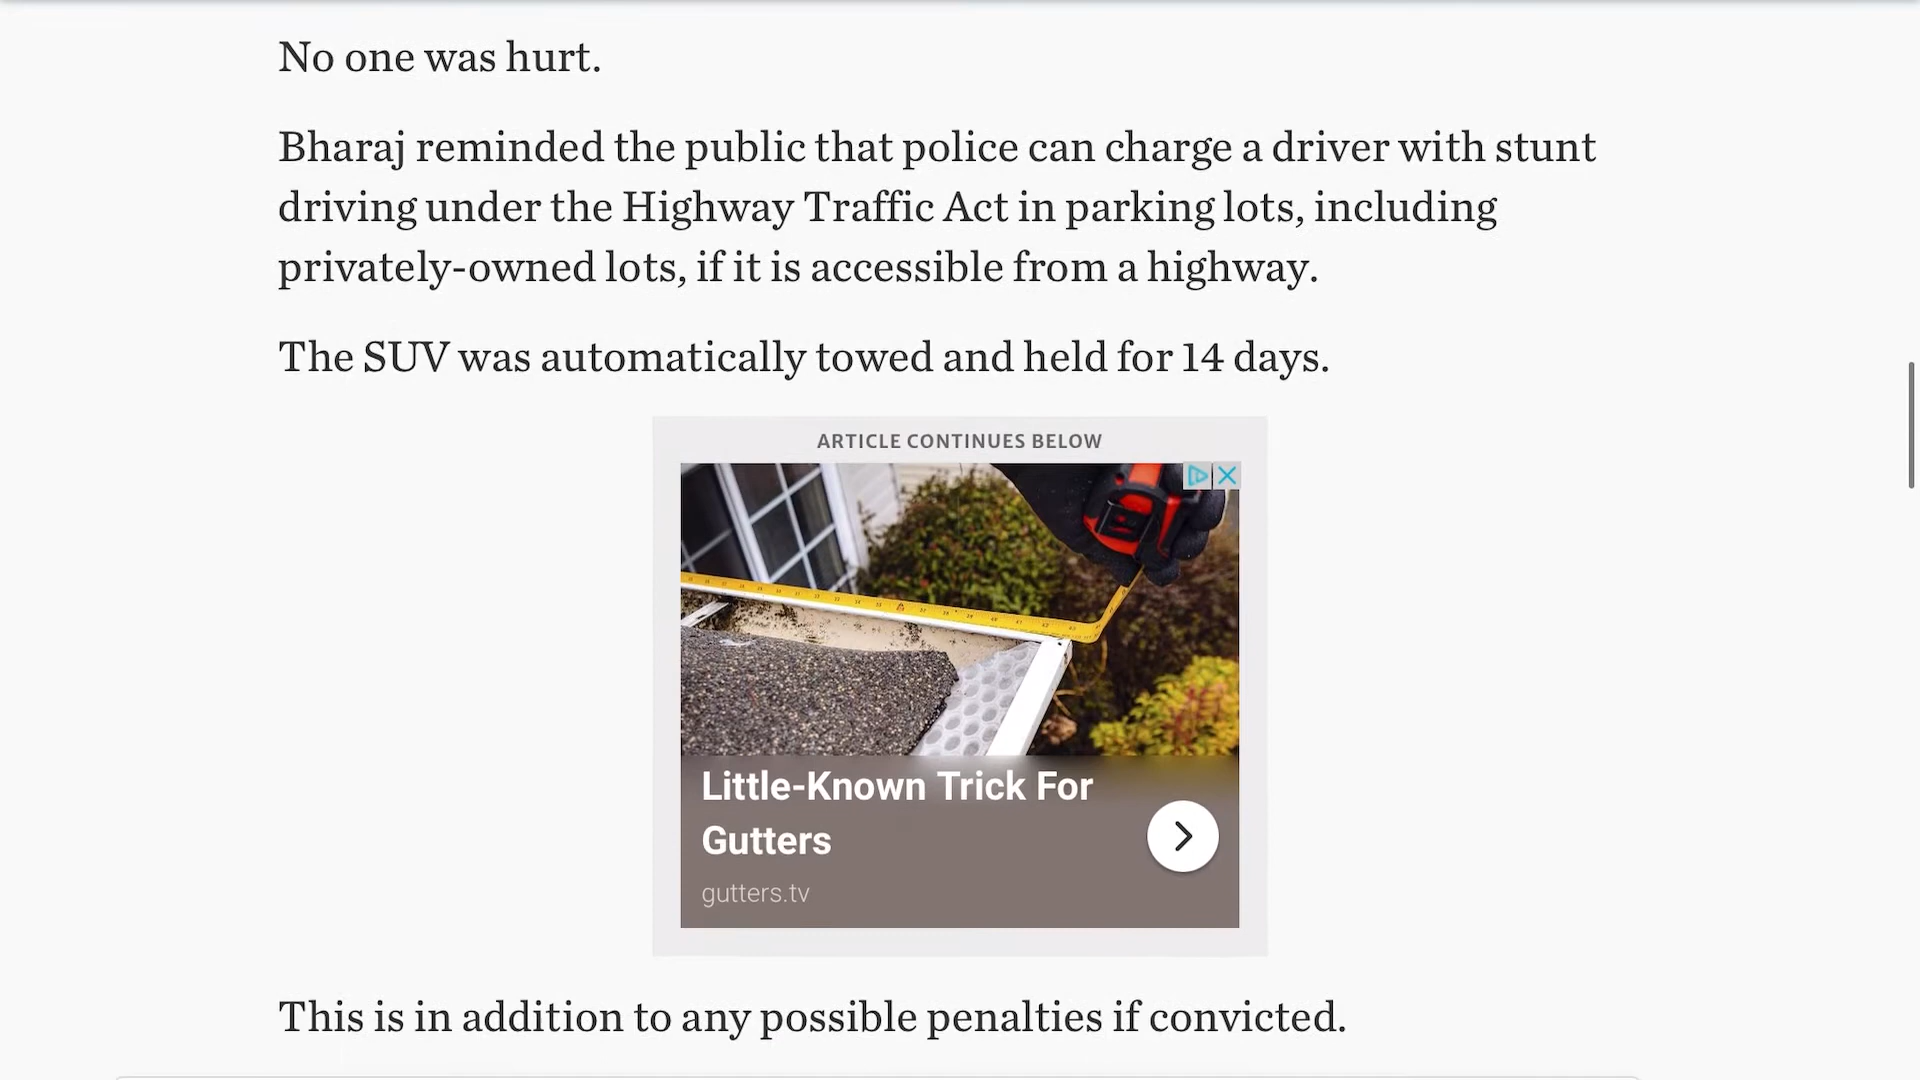 No one was hurt.
Bharaj reminded the public that police can charge a driver with stunt
driving under the Highway Traffic Act in parking lots, including
privately-owned lots, if it is accessible from a highway.
The SUV was automatically towed and held for 14 days.
ARTICLE CONTINUES BELOW
Little-Known Trick For
Gutters
gutters.tv
This is in addition to any possible penalties if convicted.